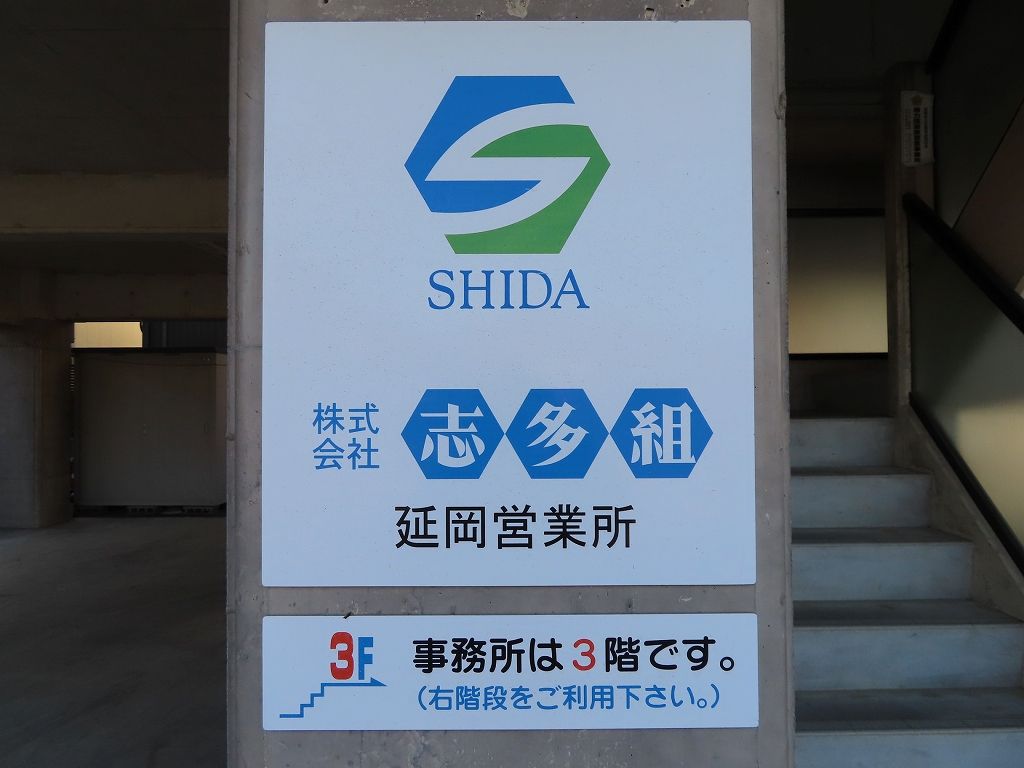 SHIDA
株式会社 志多組
延岡営業所
3F 事務所は3階です。
(右階段をご利用下さい。)